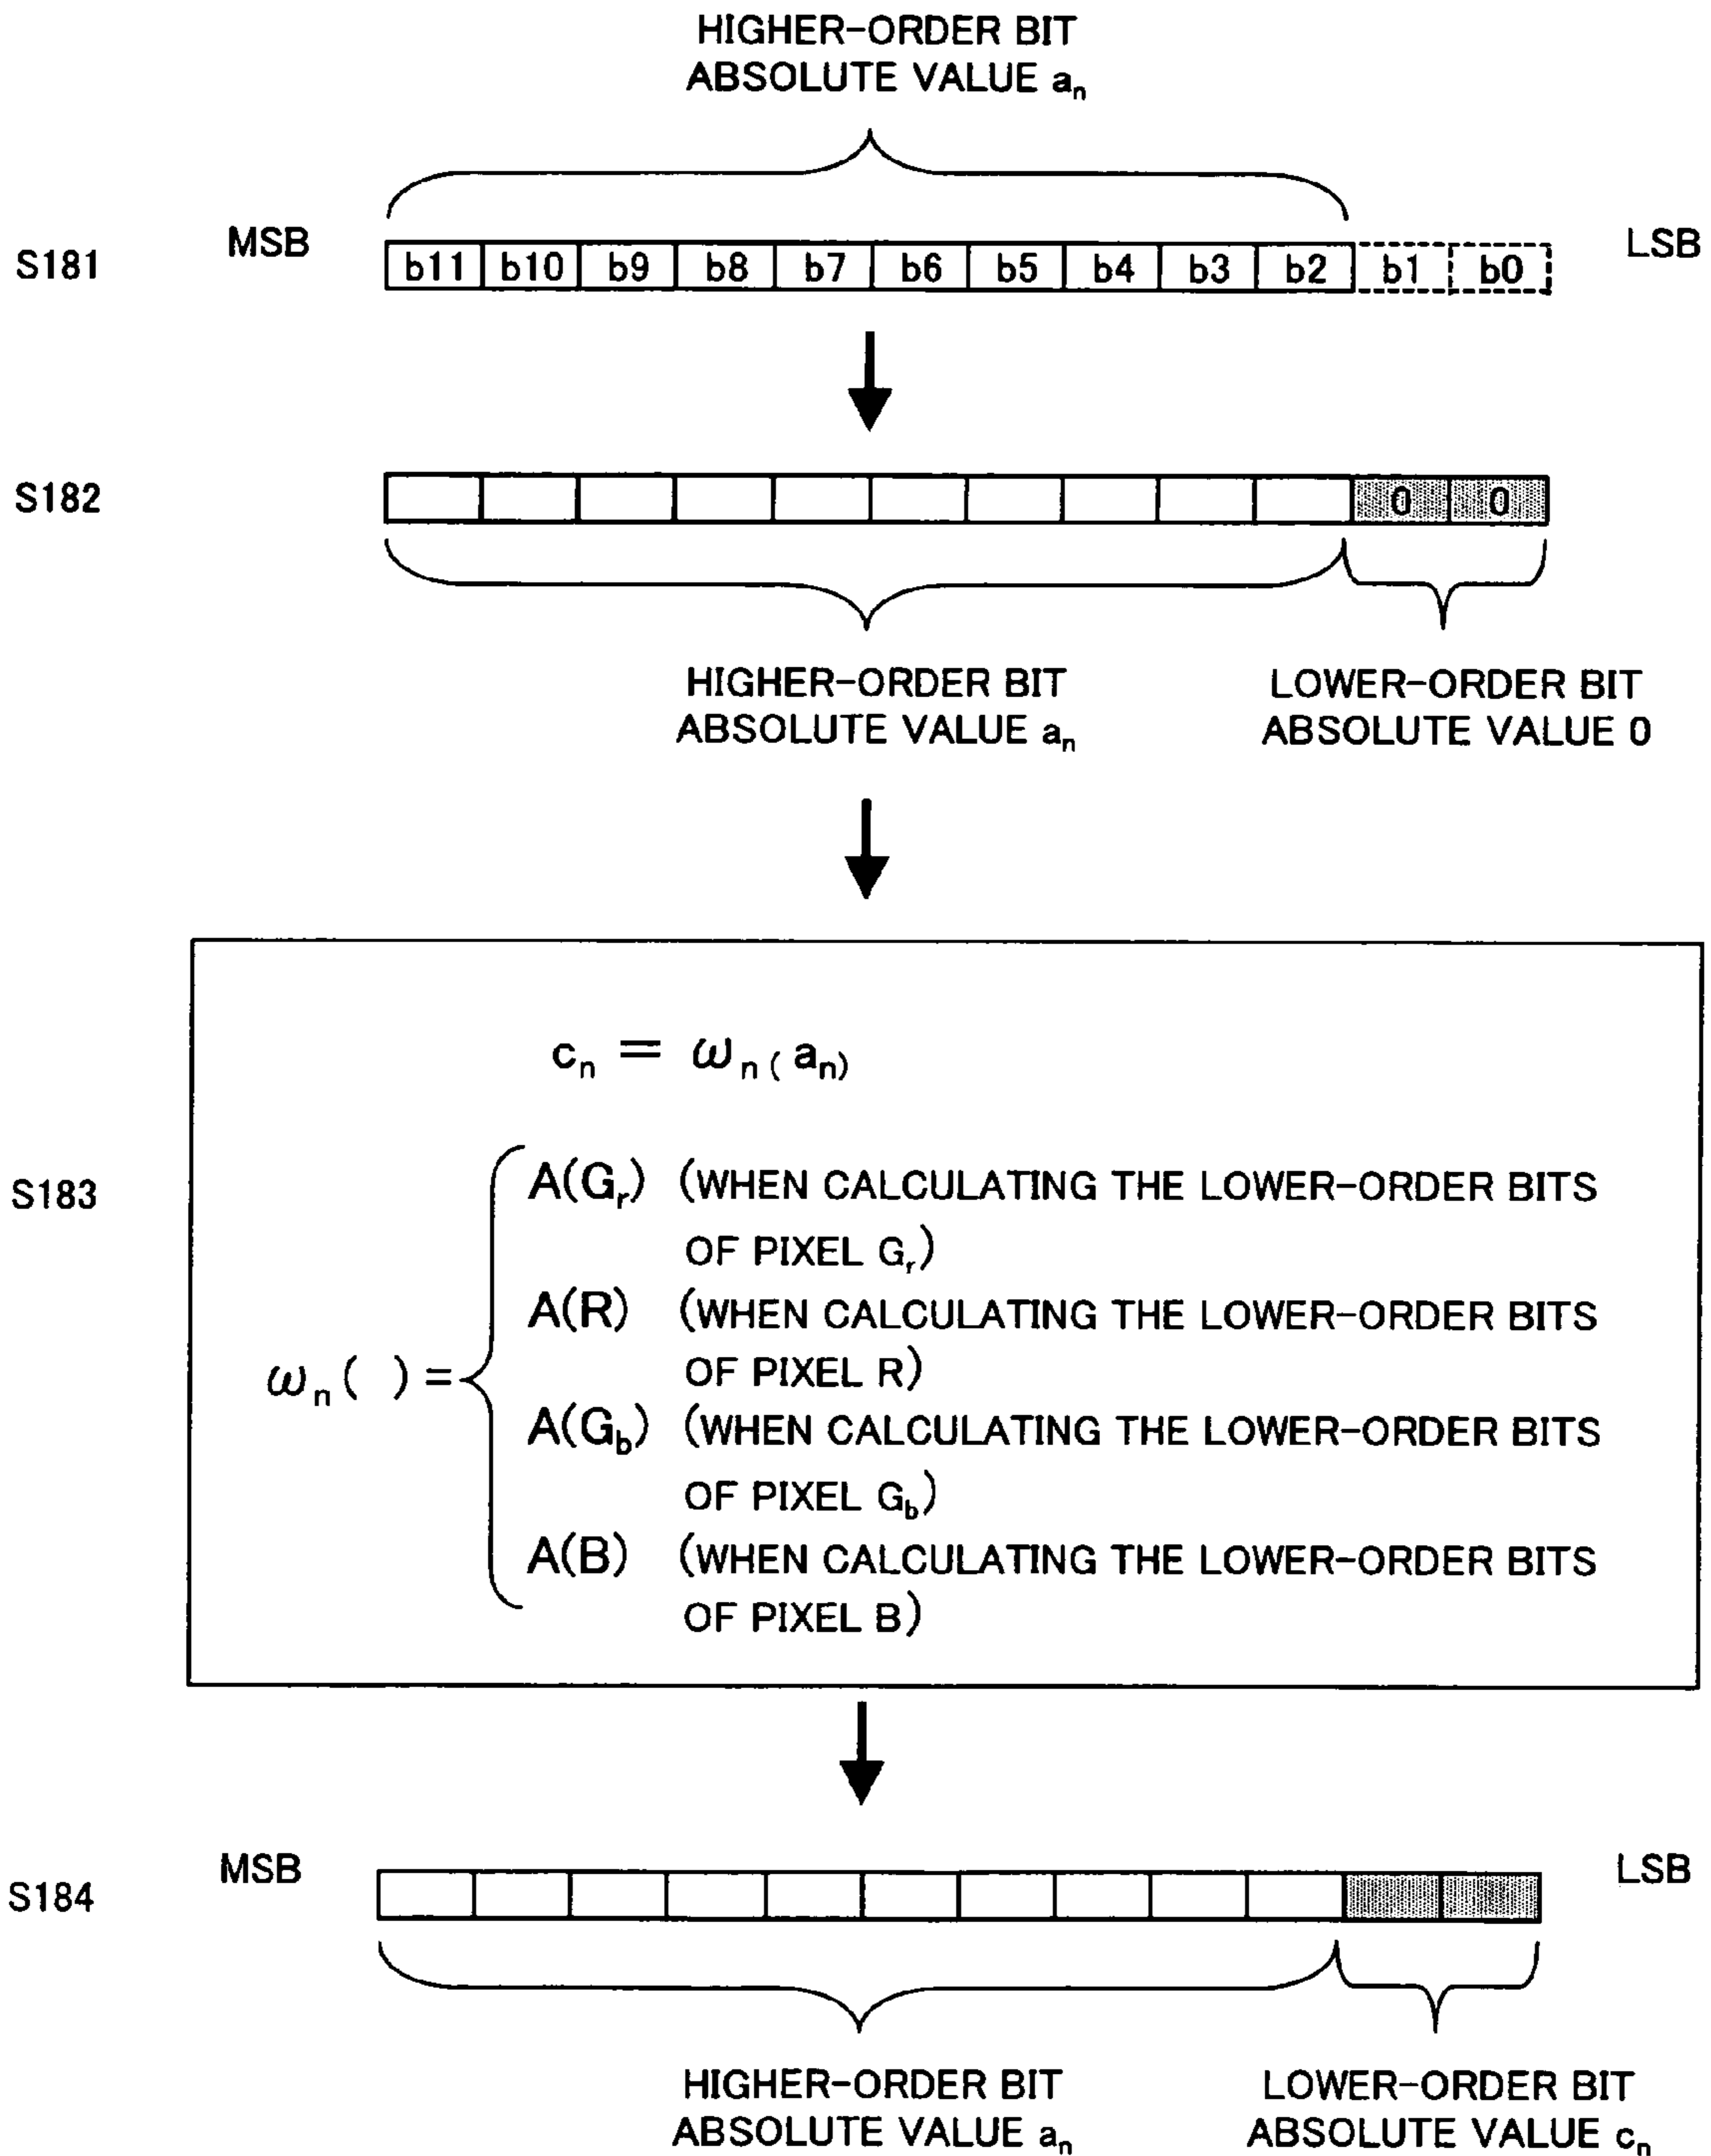 HIGHER-ORDER BIT
ABSOLUTE VALUE aₙ
S181 MSB b11 b10 b9 b8 b7 b6 b5 b4 b3 b2 b1 b0 LSB
S182 0 0
HIGHER-ORDER BIT LOWER-ORDER BIT
ABSOLUTE VALUE aₙ ABSOLUTE VALUE 0
cₙ = ωₙ( aₙ)
S183
ωₙ( ) =
A(Gᵣ) (WHEN CALCULATING THE LOWER-ORDER BITS
OF PIXEL Gᵣ)
A(R) (WHEN CALCULATING THE LOWER-ORDER BITS
OF PIXEL R)
A(G_b) (WHEN CALCULATING THE LOWER-ORDER BITS
OF PIXEL G_b)
A(B) (WHEN CALCULATING THE LOWER-ORDER BITS
OF PIXEL B)
S184 MSB LSB
HIGHER-ORDER BIT LOWER-ORDER BIT
ABSOLUTE VALUE aₙ ABSOLUTE VALUE cₙ